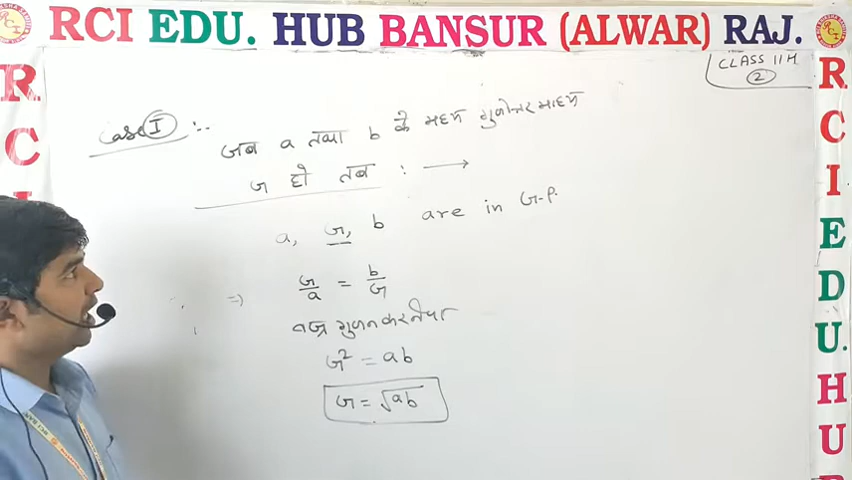 RCI EDU. HUB BANSUR (ALWAR) RAJ.
CLASS 11 H
2
Case I :-
जब a तथा b के मध्य गुणोत्तर माध्य
G हो तब : →
a, G, b are in G.P.
⇒ G/a = b/G
वज्र गुणन करने पर
G² = ab
G = √ab
R
C
I
R
C
I
E
D
U.
H
U